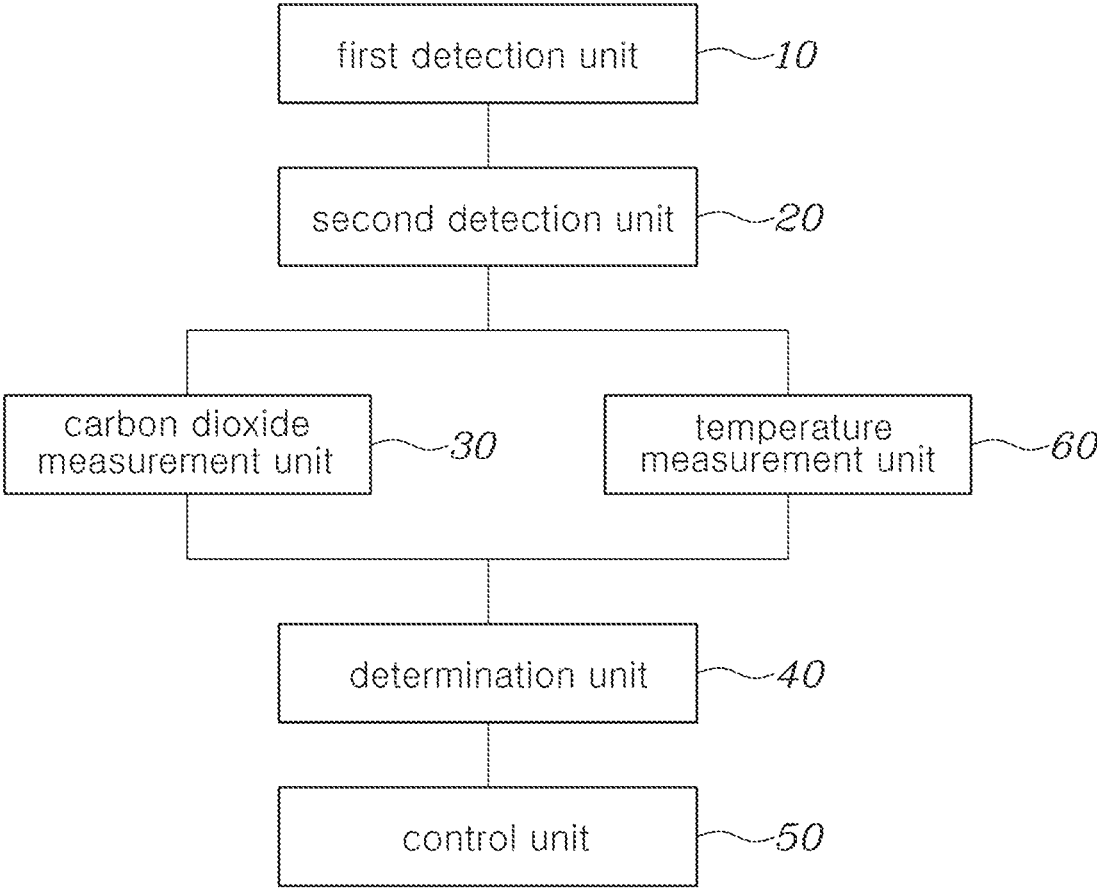 first detection unit
10
second detection unit
20
carbon dioxide
measurement unit
30
temperature
measurement unit
60
determination unit
40
control unit
50